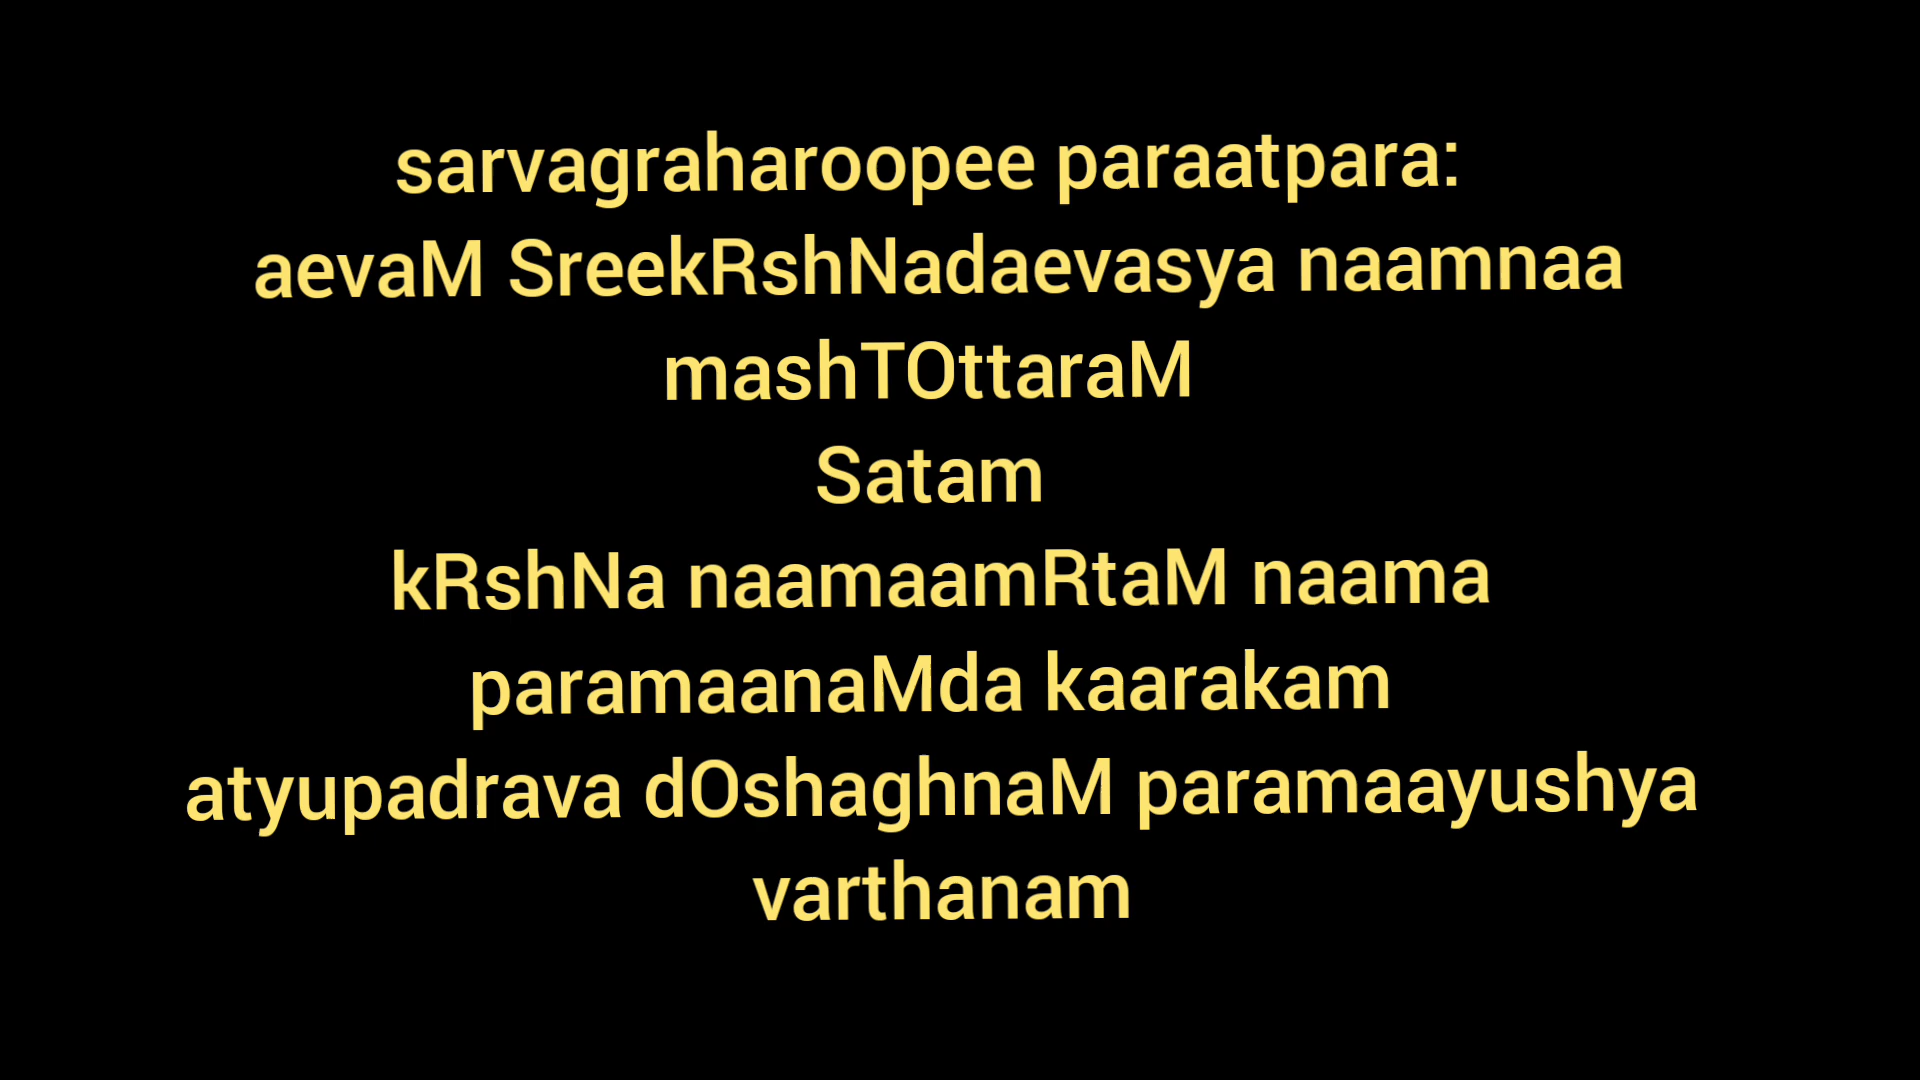 sarvagraharoopee paraatpara:
aevaM SreekRshNadaevasya naamnaa
mashTOttaraM
Satam
kRshNa naamaamRtaM naama
paramaanaMda kaarakam
atyupadrava dOshaghnaM paramaayushya
varthanam